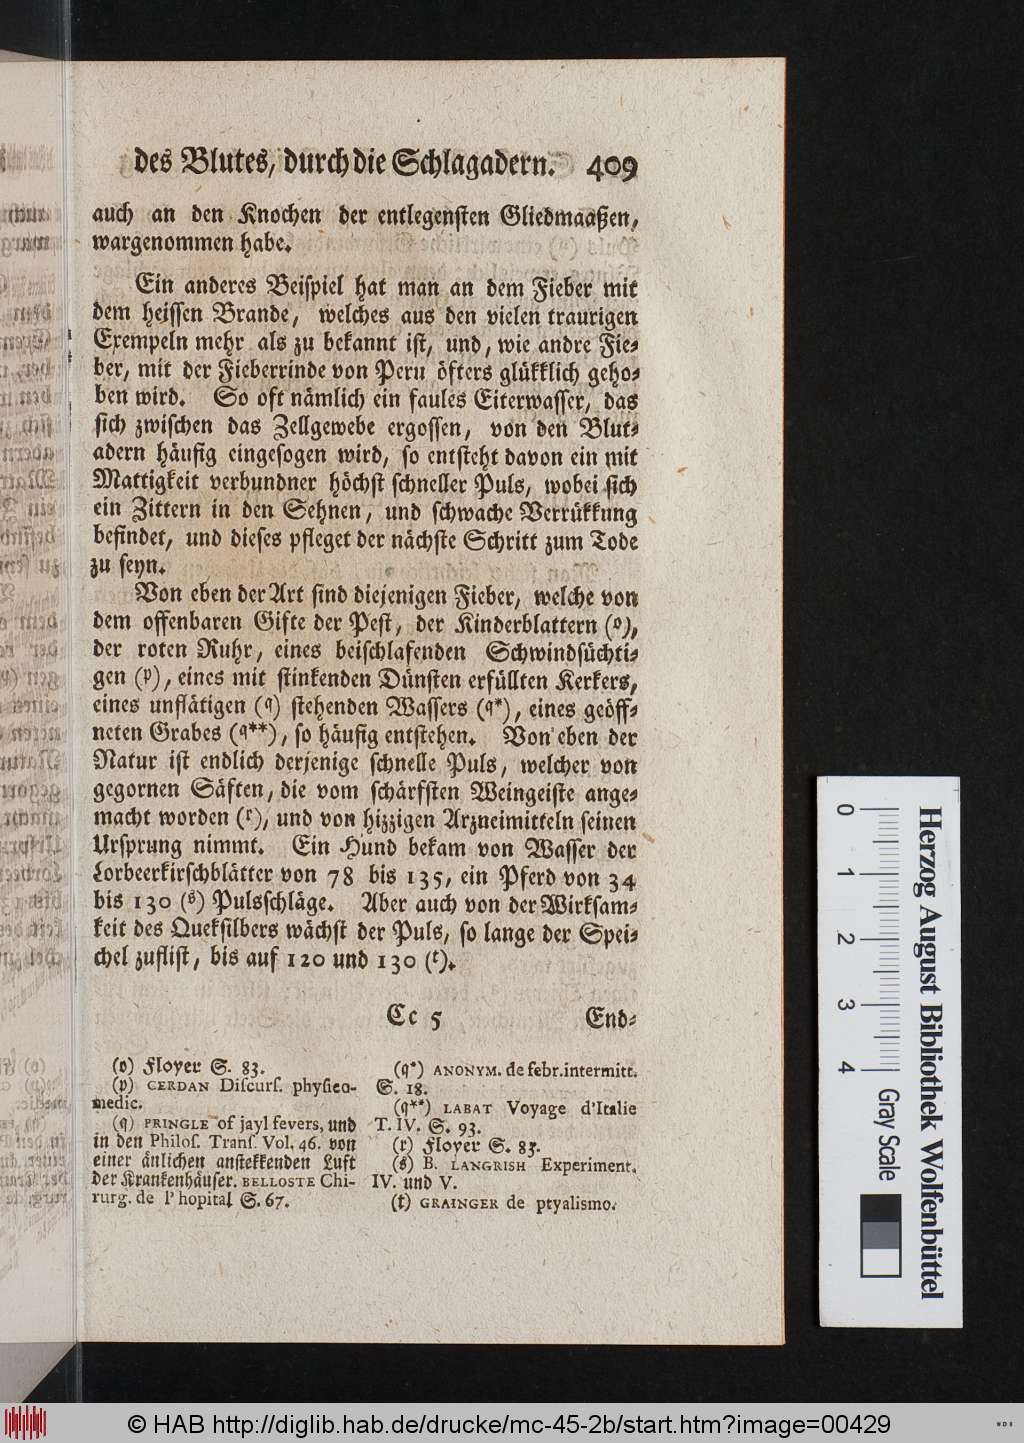 des Blutes, durch die Schlagadern. 409
auch an den Knochen der entlegensten Gliedmaaßen,
wargenommen habe.
Ein anderes Beispiel hat man an dem Fieber mit
dem heissen Brande, welches aus den vielen traurigen
Exempeln mehr als zu bekannt ist, und, wie andre Fie-
ber, mit der Fieberrinde von Peru öfters glükklich geho-
ben wird. So oft nämlich ein faules Eiterwasser, das
sich zwischen das Zellgewebe ergossen, von den Blut-
adern häufig eingesogen wird, so entsteht davon ein mit
Mattigkeit verbundner höchst schneller Puls, wobei sich
ein Zittern in den Sehnen, und schwache Verrükkung
befindet, und dieses pfleget der nächste Schritt zum Tode
zu seyn.
Von eben der Art sind diejenigen Fieber, welche von
dem offenbaren Gifte der Pest, der Kinderblattern (o),
der roten Ruhr, eines beischlafenden Schwindsüchti-
gen (p), eines mit stinkenden Dünsten erfüllten Kerkers,
eines unflätigen (q) stehenden Wassers (q*), eines geöff-
neten Grabes (q**), so häufig entstehen. Von eben der
Natur ist endlich derjenige schnelle Puls, welcher von
gegornen Säften, die vom schärfsten Weingeiste ange-
macht worden (r), und von hizzigen Arzneimitteln seinen
Ursprung nimmt. Ein Hund bekam von Wasser der
Lorbeerkirschblätter von 78 bis 135, ein Pferd von 34
bis 130 (s) Pulsschläge. Aber auch von der Wirksam-
keit des Queksilbers wächst der Puls, so lange der Spei-
chel zuflist, bis auf 120 und 130 (t).
Cc 5 End-
(o) Floyer S. 83.
(p) CERDAN Discurs. physico-
medic.
(q) PRINGLE of jayl fevers, und
in den Philos. Trans. Vol. 46. von
einer änlichen anstekkenden Luft
der Krankenhäuser. BELLOSTE Chi-
rurg. de l'hopital S. 67.
(q*) ANONYM. de febr. intermitt.
S. 18.
(q**) LABAT Voyage d'Italie
T. IV. S. 93.
(r) Floyer S. 83.
(s) B. LANGRISH Experiment.
IV. und V.
(t) GRAINGER de ptyalismo.
0 1 2 3 4 Gray Scale
Herzog August Bibliothek Wolfenbüttel
© HAB http://diglib.hab.de/drucke/mc-45-2b/start.htm?image=00429